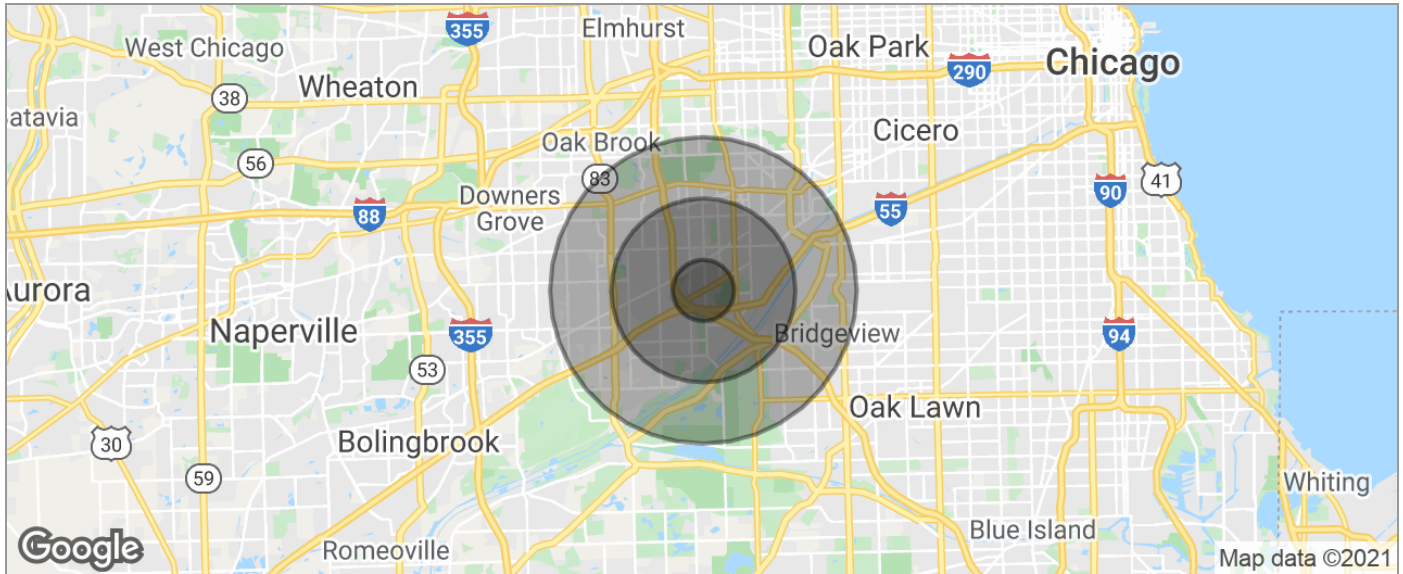 355
Elmhurst
Oak Park
West Chicago
Chicago
290
Wheaton
38
atavia
Cicero
Oak Brook
56
83
41
90
Downers
Grove
88
55
Aurora
Naperville
355
Bridgeview
94
53
Oak Lawn
Bolingbrook
30
59
Whiting
Blue Island
Romeoville
Google
Map data ©2021